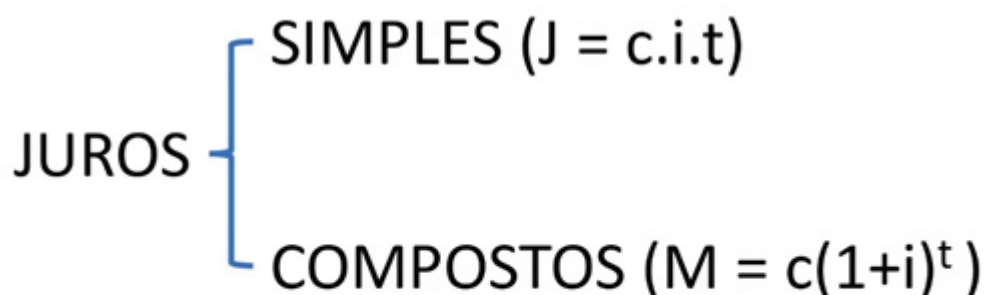 SIMPLES (J = c.i.t)
JUROS
COMPOSTOS (M = c(1+i)ᵗ )